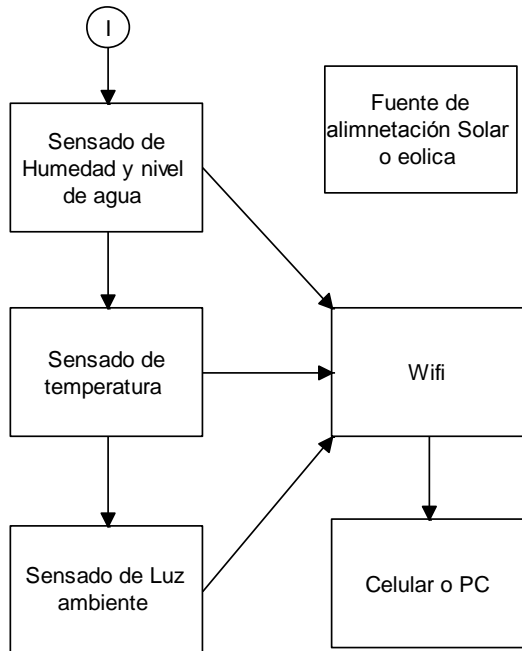 I
Sensado de
Humedad y nivel
de agua
Fuente de
alimnetación Solar
o eolica
Sensado de
temperatura
Wifi
Sensado de Luz
ambiente
Celular o PC